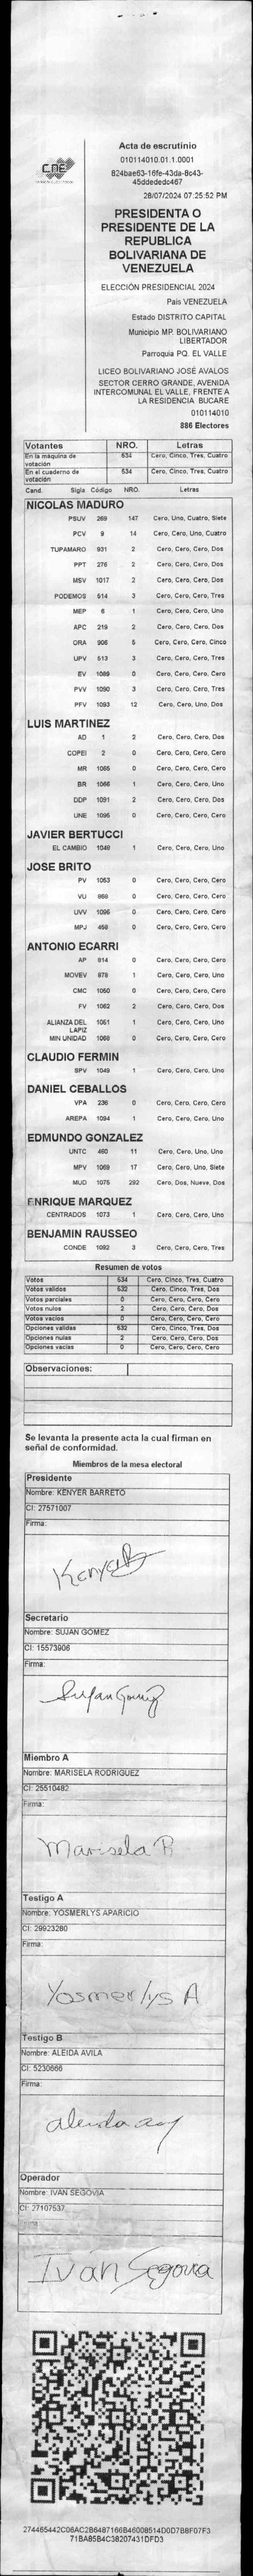 CNE
Acta de escrutinio
010114010.01.1.0001
824bae63-16fe-43da-8c43-
45ddededc467
28/07/2024 07:25:52 PM
PRESIDENTA O
PRESIDENTE DE LA
REPUBLICA
BOLIVARIANA DE
VENEZUELA
ELECCIÓN PRESIDENCIAL 2024
País VENEZUELA
Estado DISTRITO CAPITAL
Municipio MP. BOLIVARIANO
LIBERTADOR
Parroquia PQ. EL VALLE
LICEO BOLIVARIANO JOSÉ AVALOS
SECTOR CERRO GRANDE, AVENIDA
INTERCOMUNAL EL VALLE, FRENTE A
LA RESIDENCIA BUCARE
010114010
886 Electores
Votantes NRO. Letras
En la máquina de votación 534 Cero, Cinco, Tres, Cuatro
En el cuaderno de votación 534 Cero, Cinco, Tres, Cuatro
Cand. Sigla Código NRO. Letras
NICOLAS MADURO
PSUV 269 147 Cero, Uno, Cuatro, Siete
PCV 9 14 Cero, Cero, Uno, Cuatro
TUPAMARO 931 2 Cero, Cero, Cero, Dos
PPT 276 2 Cero, Cero, Cero, Dos
MSV 1017 2 Cero, Cero, Cero, Dos
PODEMOS 514 3 Cero, Cero, Cero, Tres
MEP 6 1 Cero, Cero, Cero, Uno
APC 219 2 Cero, Cero, Cero, Dos
ORA 906 5 Cero, Cero, Cero, Cinco
UPV 513 3 Cero, Cero, Cero, Tres
EV 1089 0 Cero, Cero, Cero, Cero
PVV 1090 3 Cero, Cero, Cero, Tres
PFV 1093 12 Cero, Cero, Uno, Dos
LUIS MARTINEZ
AD 1 2 Cero, Cero, Cero, Dos
COPEI 2 0 Cero, Cero, Cero, Cero
MR 1065 0 Cero, Cero, Cero, Cero
BR 1066 1 Cero, Cero, Cero, Uno
DDP 1091 2 Cero, Cero, Cero, Dos
UNE 1095 0 Cero, Cero, Cero, Cero
JAVIER BERTUCCI
EL CAMBIO 1048 1 Cero, Cero, Cero, Uno
JOSE BRITO
PV 1053 0 Cero, Cero, Cero, Cero
VU 968 0 Cero, Cero, Cero, Cero
UVV 1096 0 Cero, Cero, Cero, Cero
MPJ 458 0 Cero, Cero, Cero, Cero
ANTONIO ECARRI
AP 814 0 Cero, Cero, Cero, Cero
MOVEV 878 1 Cero, Cero, Cero, Uno
CMC 1050 0 Cero, Cero, Cero, Cero
FV 1062 2 Cero, Cero, Cero, Dos
ALIANZA DEL LAPIZ 1051 1 Cero, Cero, Cero, Uno
MIN UNIDAD 1088 0 Cero, Cero, Cero, Cero
CLAUDIO FERMIN
SPV 1049 1 Cero, Cero, Cero, Uno
DANIEL CEBALLOS
VPA 236 0 Cero, Cero, Cero, Cero
AREPA 1094 1 Cero, Cero, Cero, Uno
EDMUNDO GONZALEZ
UNTC 460 11 Cero, Cero, Uno, Uno
MPV 1069 17 Cero, Cero, Uno, Siete
MUD 1075 292 Cero, Dos, Nueve, Dos
ENRIQUE MARQUEZ
CENTRADOS 1073 1 Cero, Cero, Cero, Uno
BENJAMIN RAUSSEO
CONDE 1092 3 Cero, Cero, Cero, Tres
Resumen de votos
Votos 534 Cero, Cinco, Tres, Cuatro
Votos validos 532 Cero, Cinco, Tres, Dos
Votos parciales 0 Cero, Cero, Cero, Cero
Votos nulos 2 Cero, Cero, Cero, Dos
Votos vacios 0 Cero, Cero, Cero, Cero
Opciones validas 532 Cero, Cinco, Tres, Dos
Opciones nulas 2 Cero, Cero, Cero, Dos
Opciones vacias 0 Cero, Cero, Cero, Cero
Observaciones:
Se levanta la presente acta la cual firman en
señal de conformidad.
Miembros de la mesa electoral
Presidente
Nombre: KENYER BARRETO
CI: 27571007
Firma:
Secretario
Nombre: SUJAN GÓMEZ
CI: 15573906
Firma:
Sujan Gómez
Miembro A
Nombre: MARISELA RODRIGUEZ
CI: 25510482
Firma:
Marisela R
Testigo A
Nombre: YOSMERLYS APARICIO
CI: 29923280
Firma:
Yosmerlys A
Testigo B
Nombre: ALEIDA AVILA
CI: 5230666
Firma:
Operador
Nombre: IVÁN SEGOVIA
CI: 27107537
Firma:
Iván Segovia
274465442C06AC2B6487166B46008514D0D7B8F07F3
71BA85B4C38207431DFD3